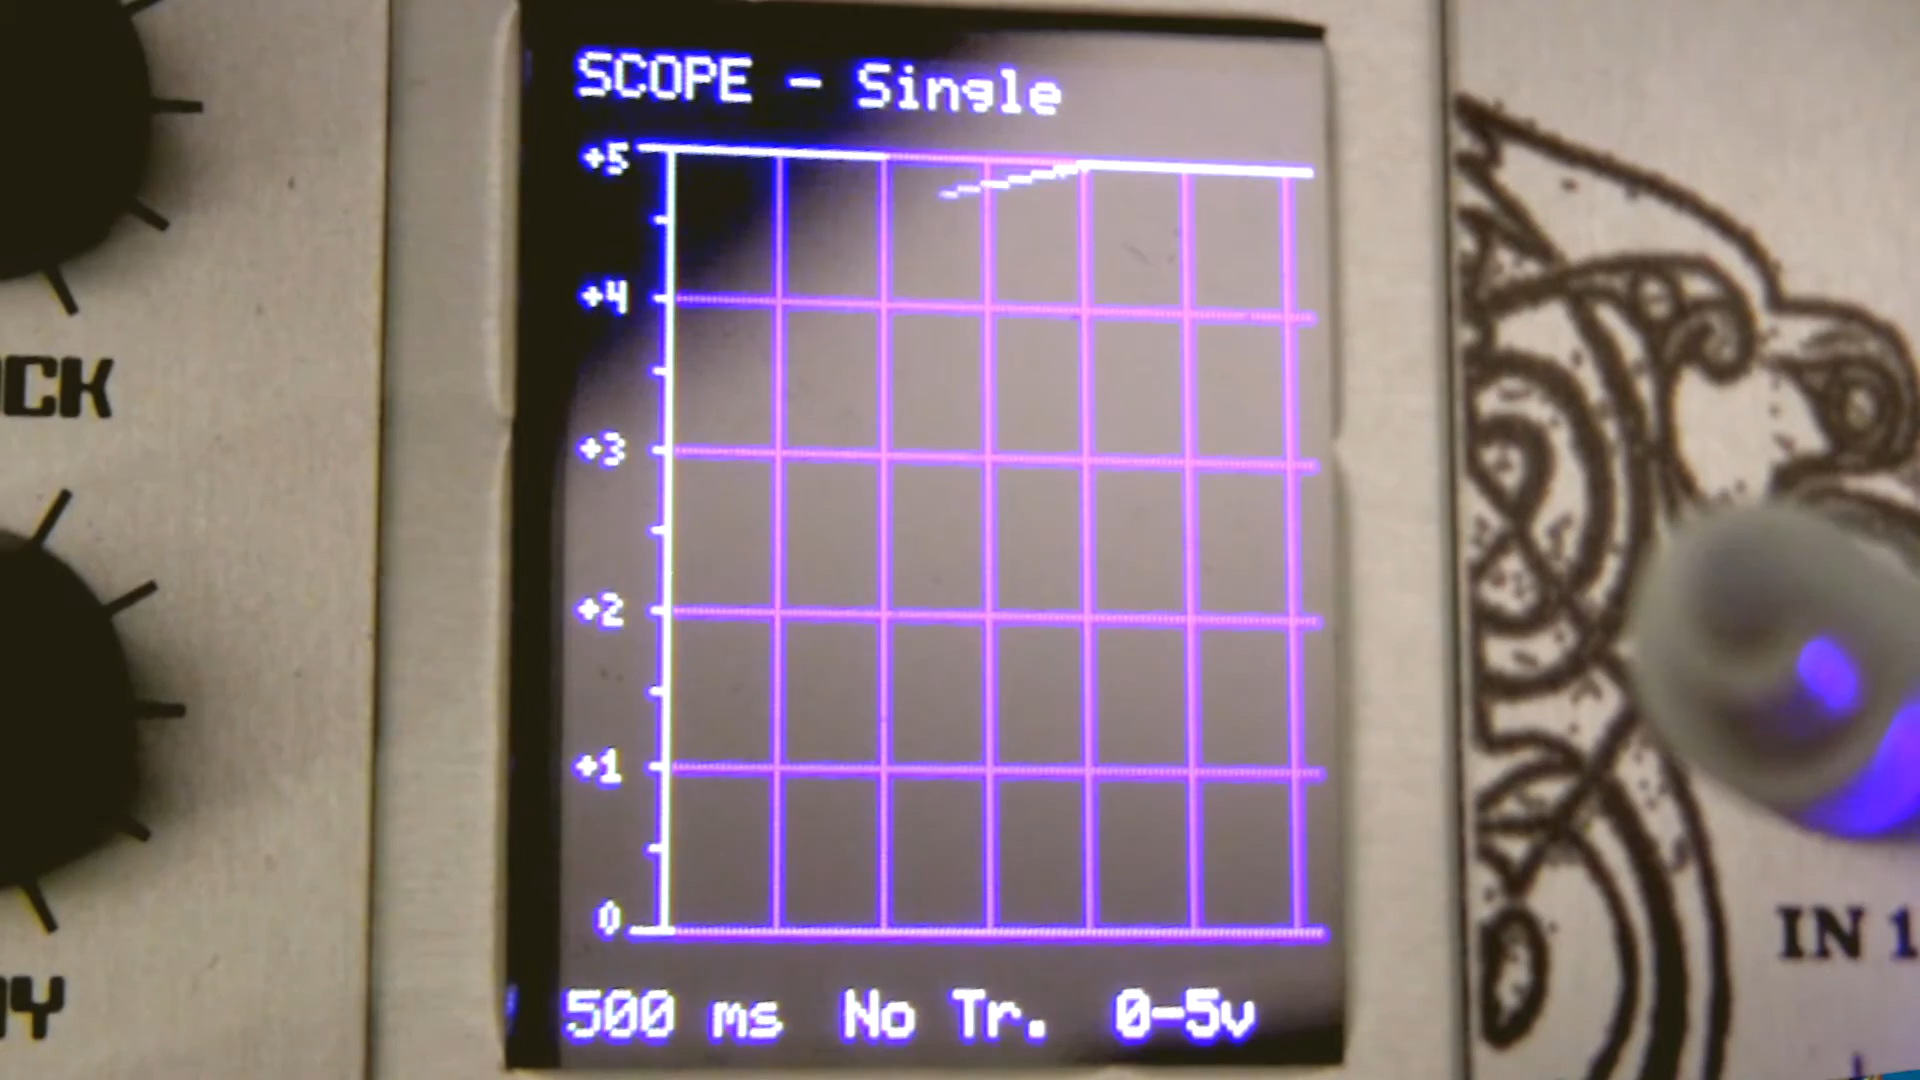 SCOPE - Single
+5
+4
+3
+2
+1
0
500 ms No Tr. 0-5v
CK
Y
IN 1